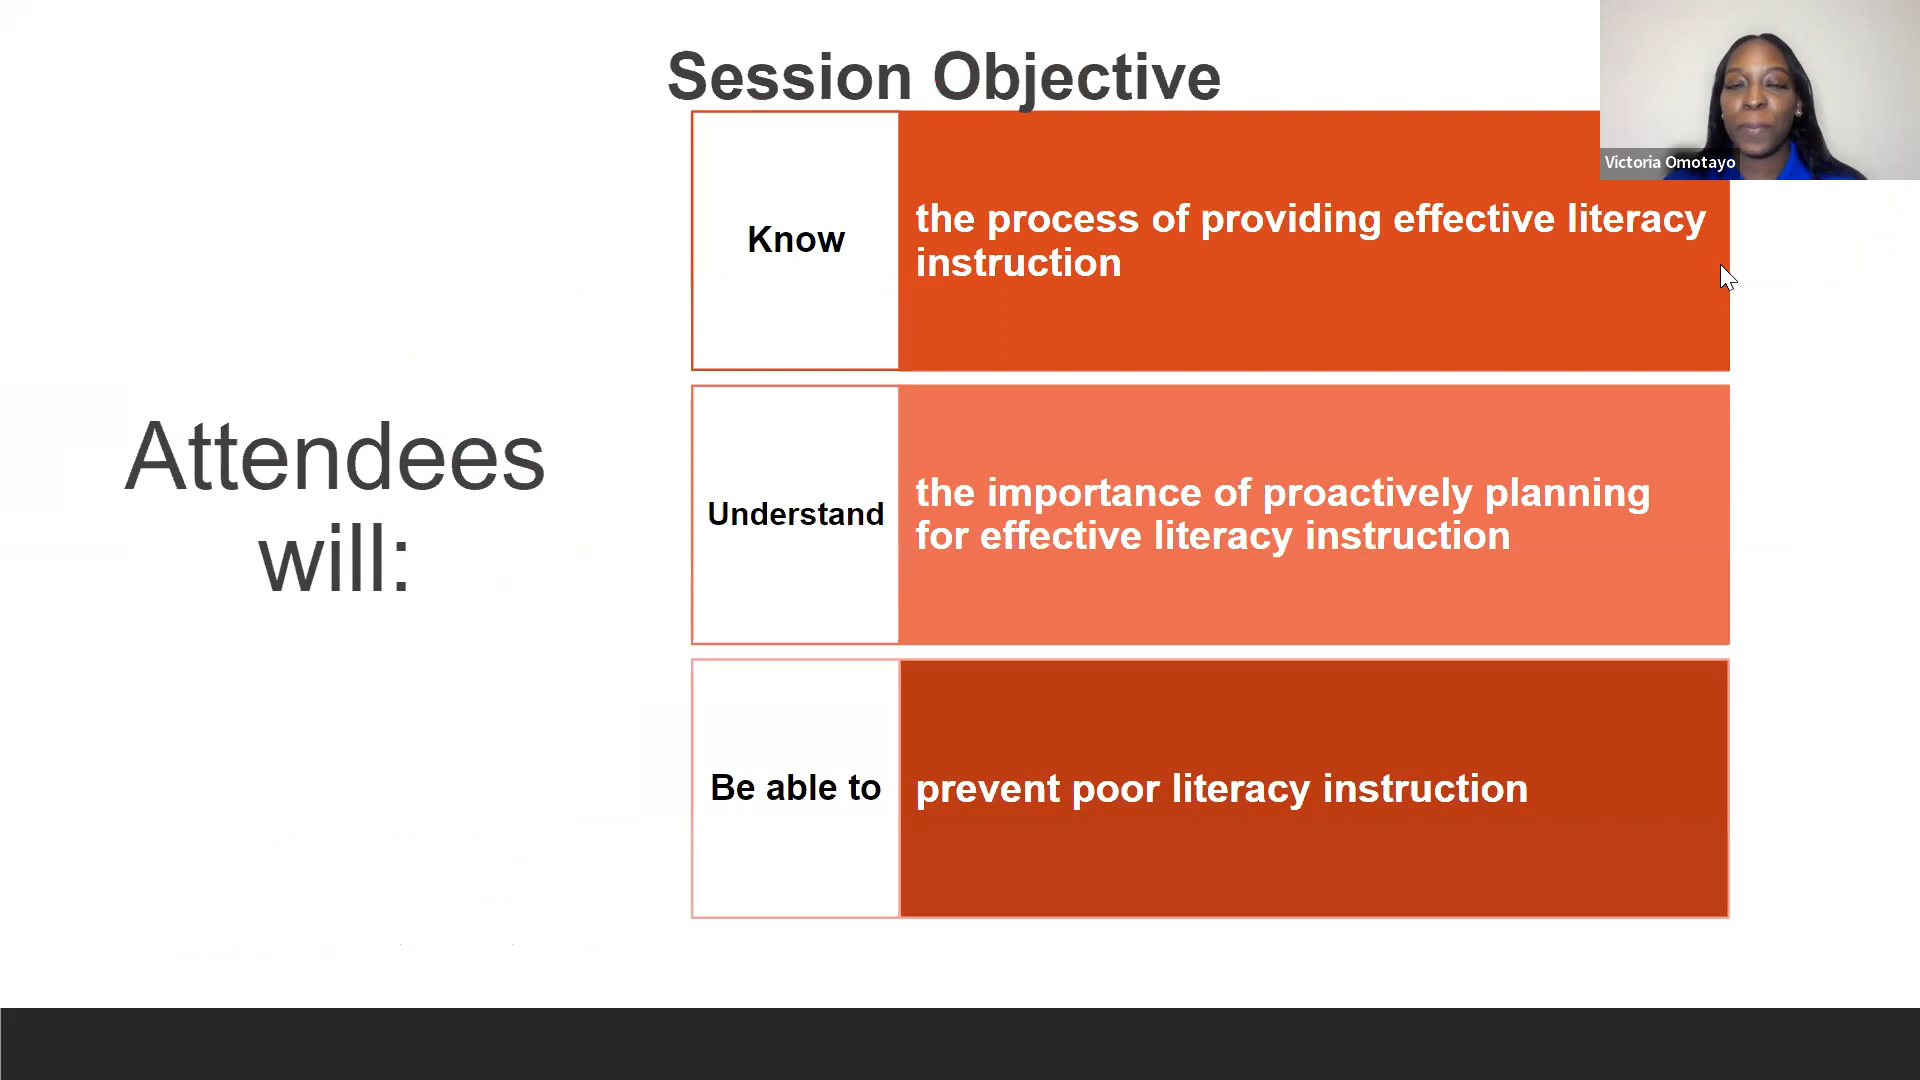 Session Objective
Victoria Omotayo
Attendees
will:
Know
the process of providing effective literacy
instruction
Understand
the importance of proactively planning
for effective literacy instruction
Be able to
prevent poor literacy instruction